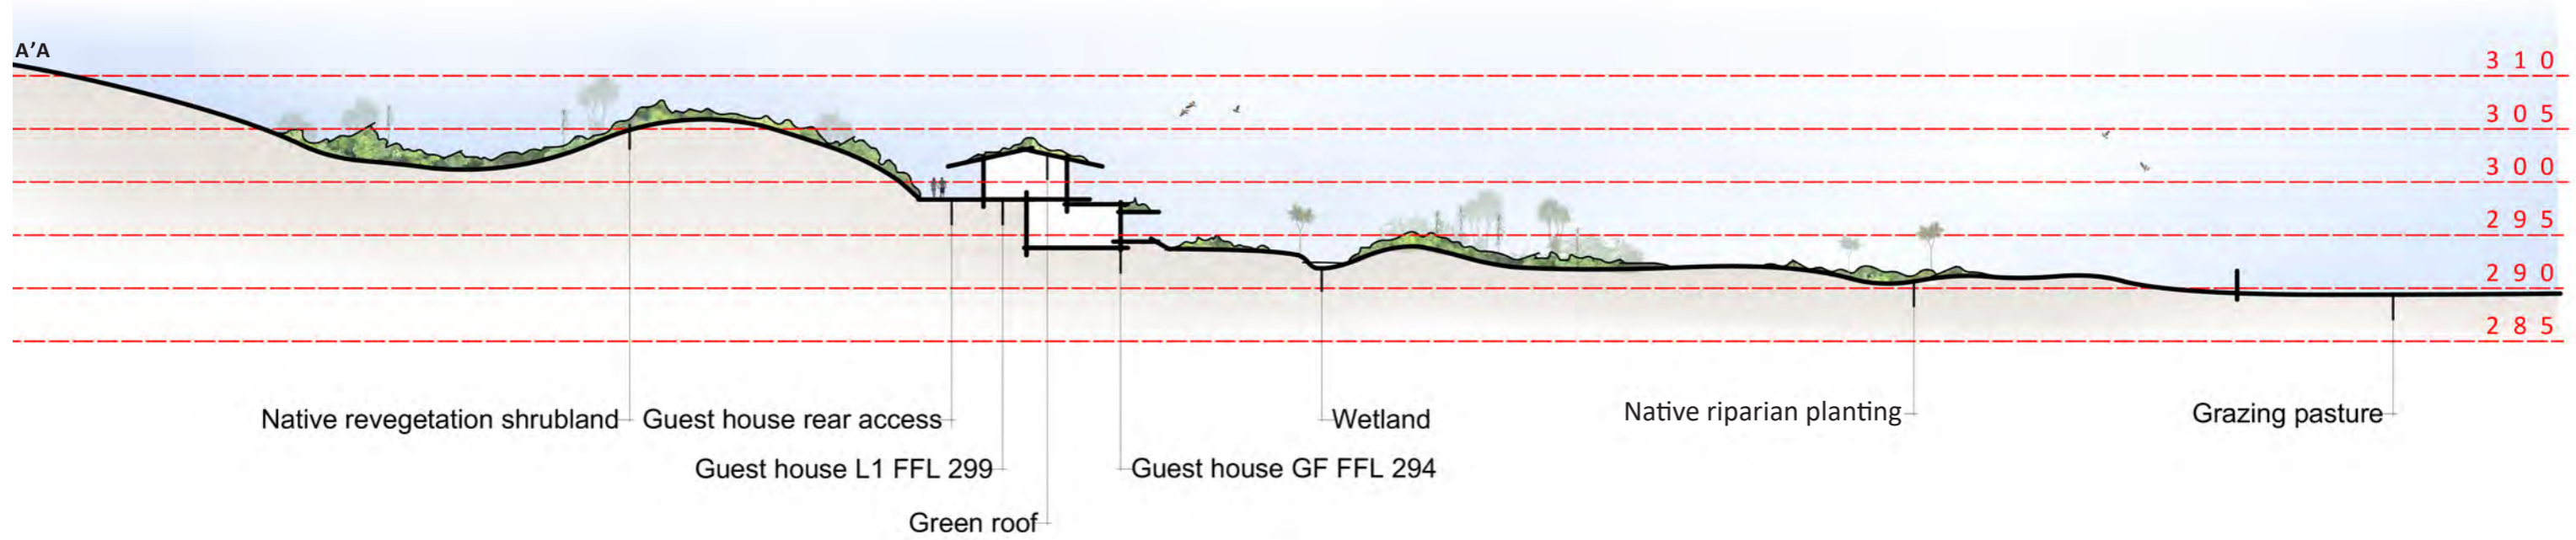 A'A
3 1 0
3 0 5
3 0 0
2 9 5
2 9 0
2 8 5
Native revegetation shrubland
Guest house rear access
Wetland
Native riparian planting
Grazing pasture
Guest house L1 FFL 299
Guest house GF FFL 294
Green roof